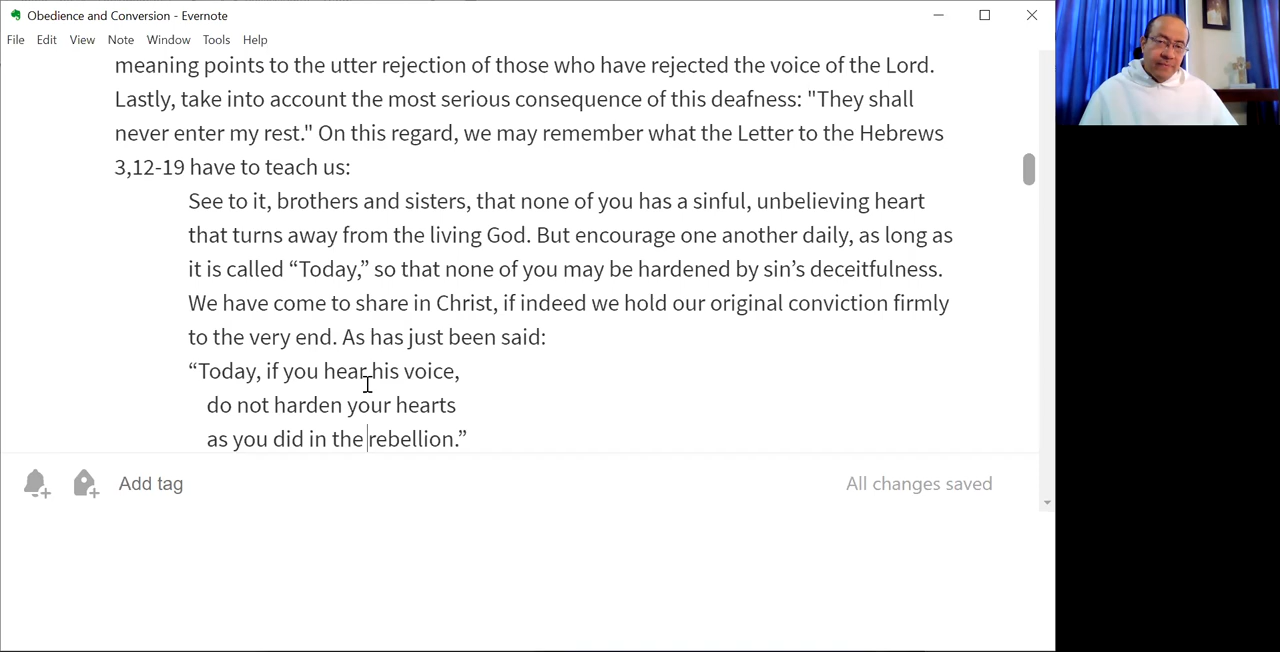 Obedience and Conversion - Evernote
File Edit View Note Window Tools Help
meaning points to the utter rejection of those who have rejected the voice of the Lord.
Lastly, take into account the most serious consequence of this deafness: "They shall
never enter my rest." On this regard, we may remember what the Letter to the Hebrews
3,12-19 have to teach us:
See to it, brothers and sisters, that none of you has a sinful, unbelieving heart
that turns away from the living God. But encourage one another daily, as long as
it is called “Today,” so that none of you may be hardened by sin’s deceitfulness.
We have come to share in Christ, if indeed we hold our original conviction firmly
to the very end. As has just been said:
“Today, if you hear his voice,
do not harden your hearts
as you did in the rebellion.”
Add tag
All changes saved